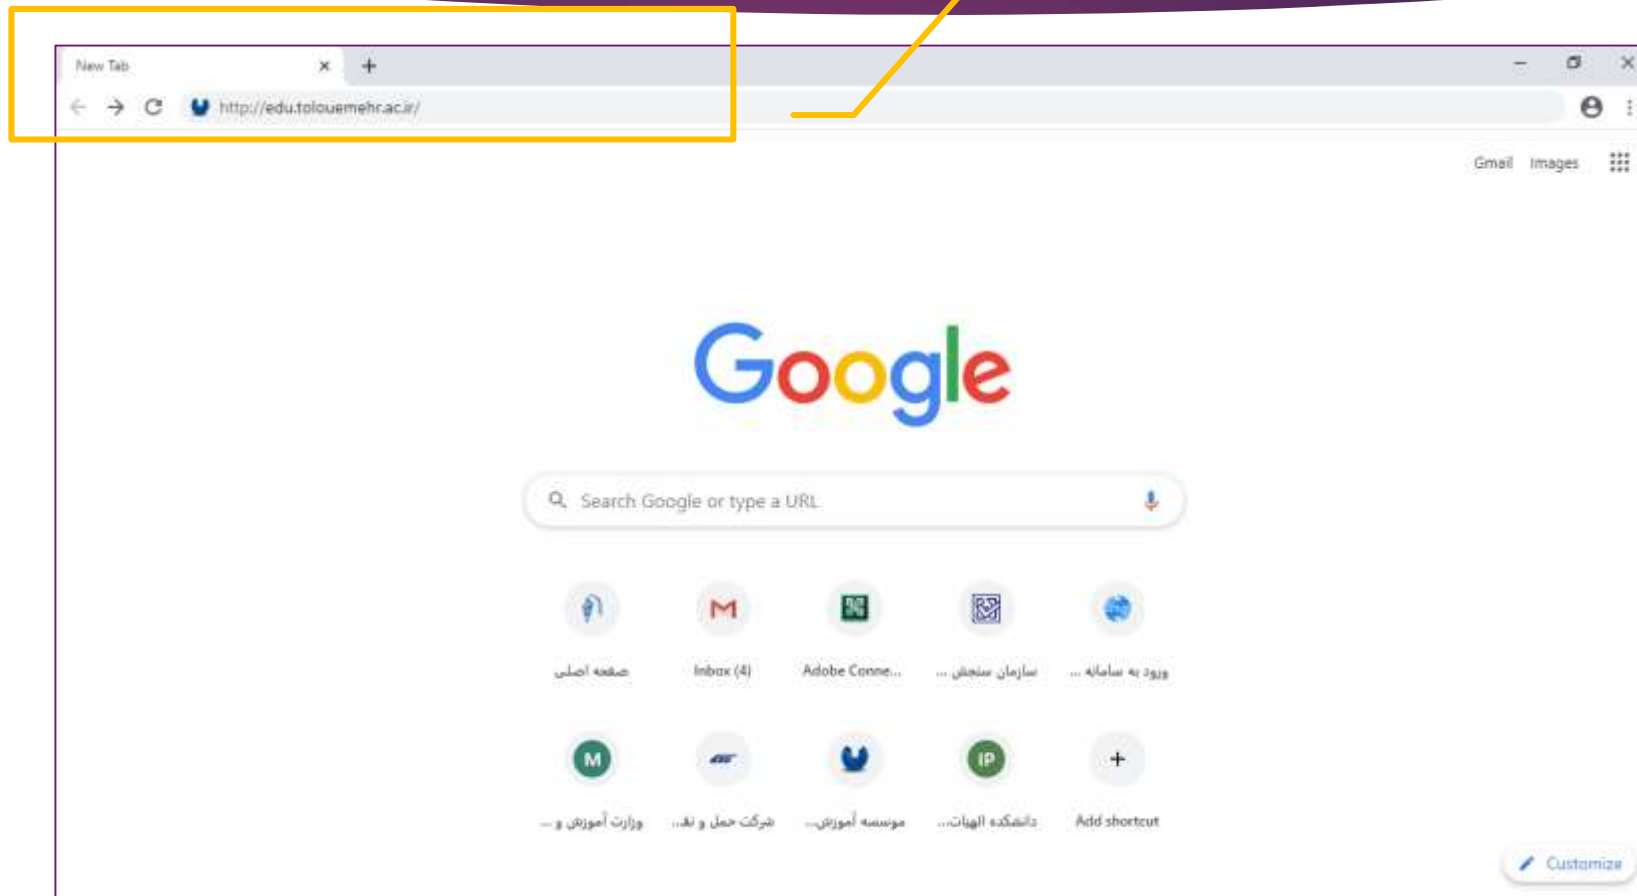 New Tab
http://edu.tolouemehr.ac.ir/
Gmail Images
Google
Search Google or type a URL
صفحه اصلی
Inbox (4)
Adobe Conne...
سازمان سنجش ...
ورود به سامانه ...
M
IP
وزارت آموزش و ...
شرکت حمل و نق...
موسسه آموزش...
دانشکده الهیات...
Add shortcut
Customize